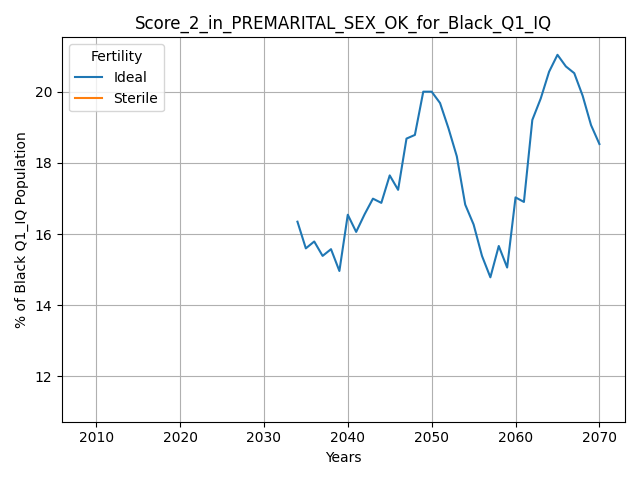 Score_2_in_PREMARITAL_SEX_OK_for_Black_Q1_IQ
Fertility
Ideal
Sterile
% of Black Q1_IQ Population
20
18
16
14
12
2010 2020 2030 2040 2050 2060 2070
Years